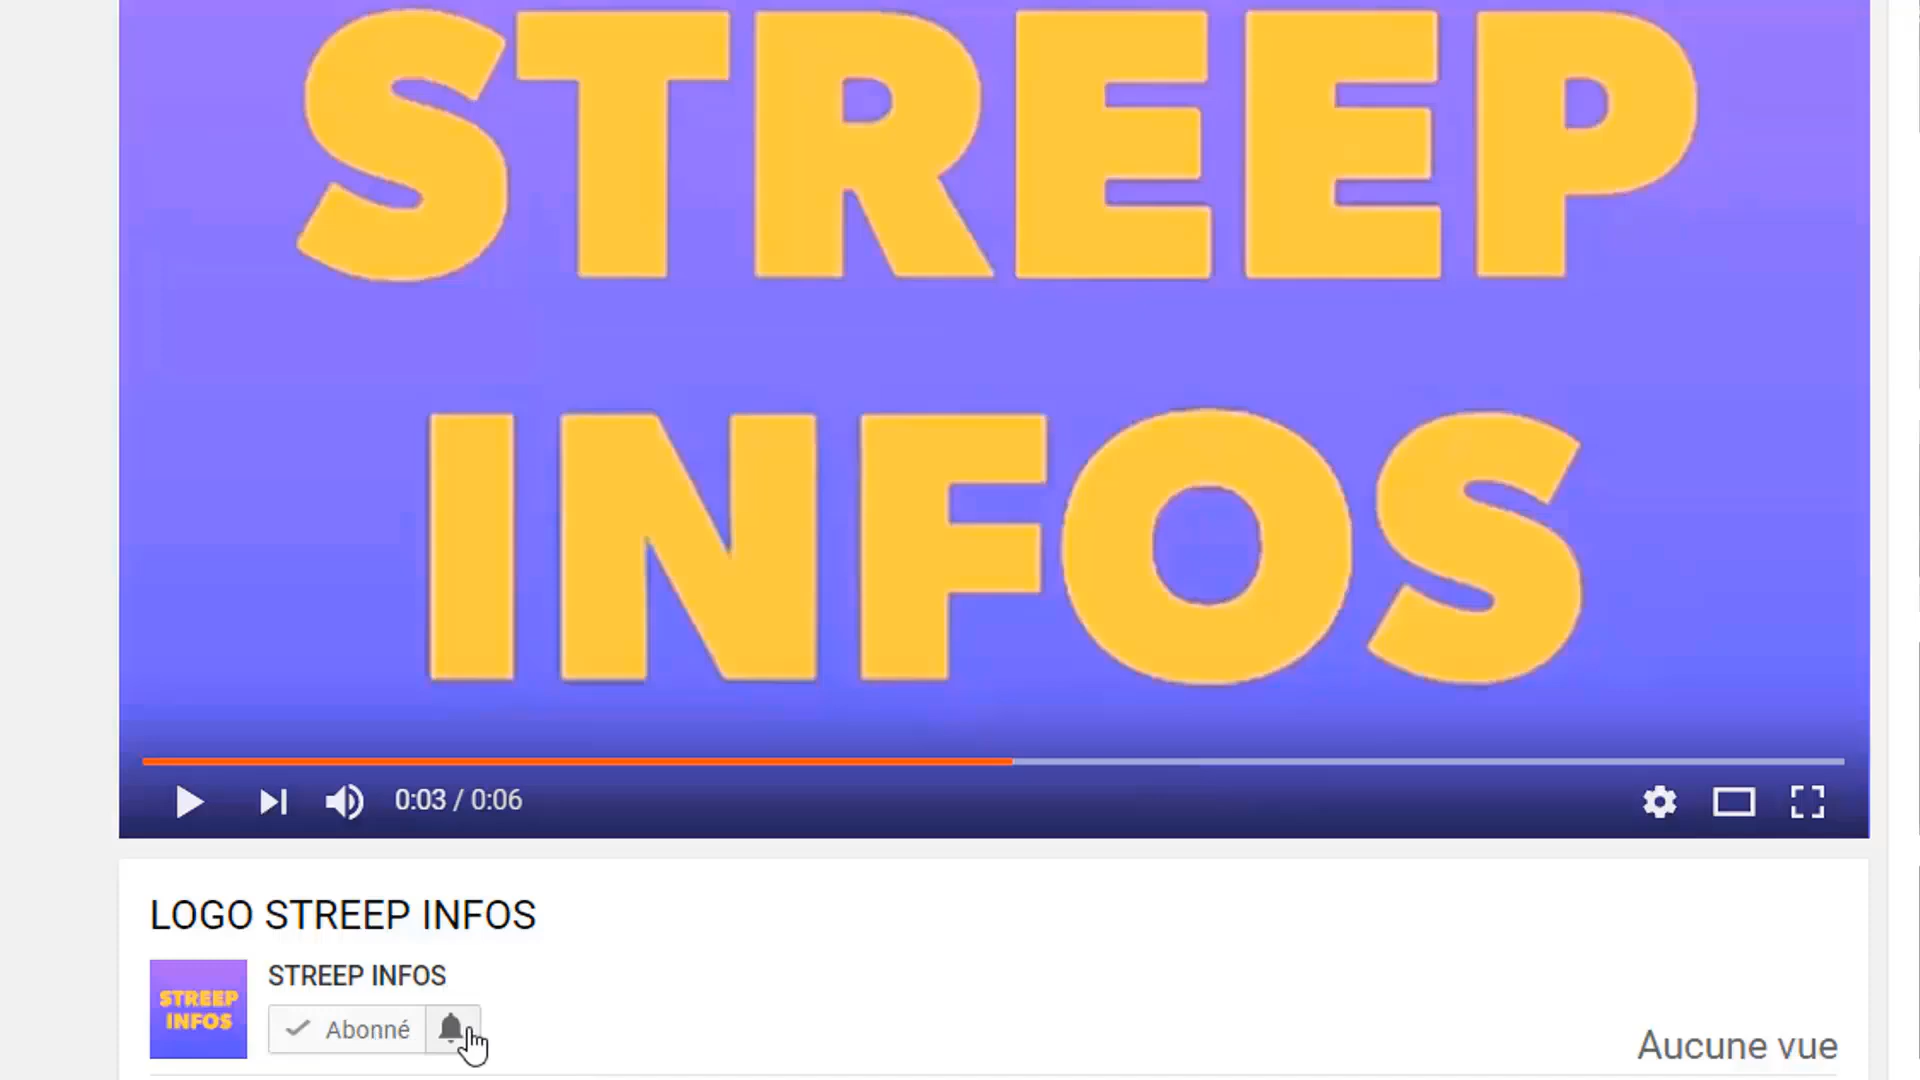 STREEP
INFOS
0:03 / 0:06
LOGO STREEP INFOS
STREEP INFOS
STREEP
INFOS
Abonné
Aucune vue